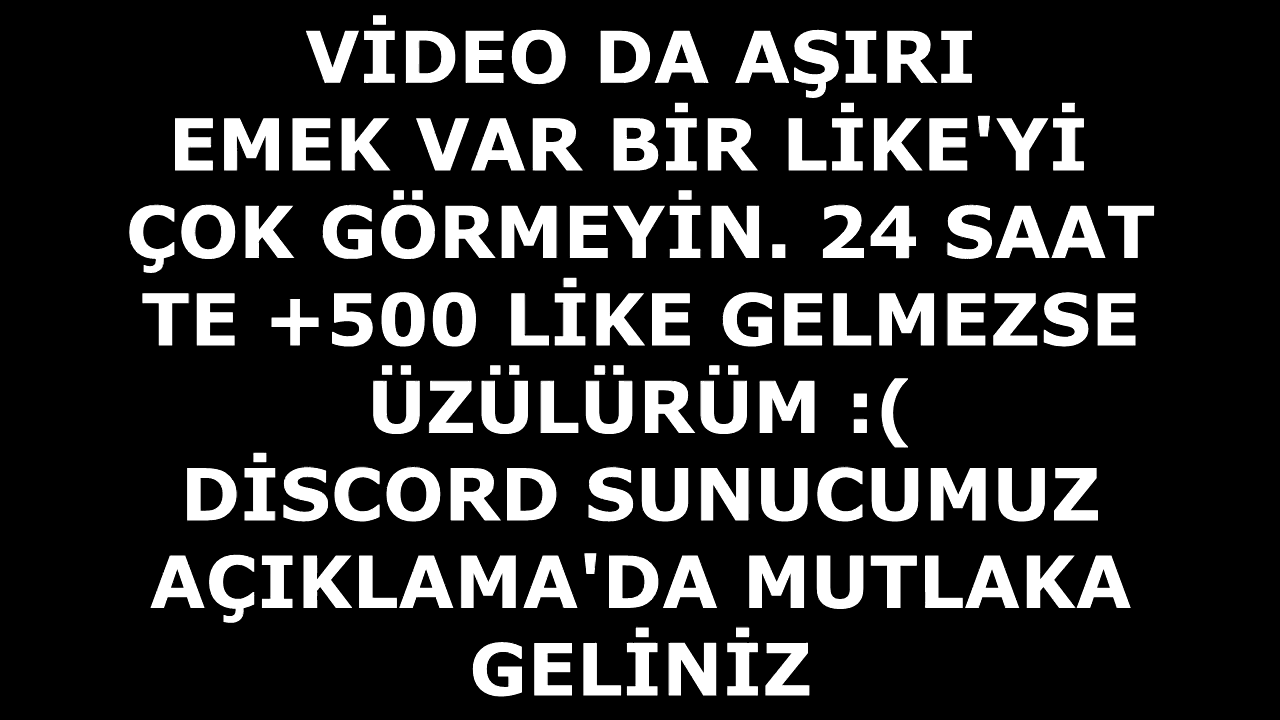 VİDEO DA AŞIRI
EMEK VAR BİR LİKE'Yİ
ÇOK GÖRMEYİN. 24 SAAT
TE +500 LİKE GELMEZSE
ÜZÜLÜRÜM :(
DİSCORD SUNUCUMUZ
AÇIKLAMA'DA MUTLAKA
GELİNİZ